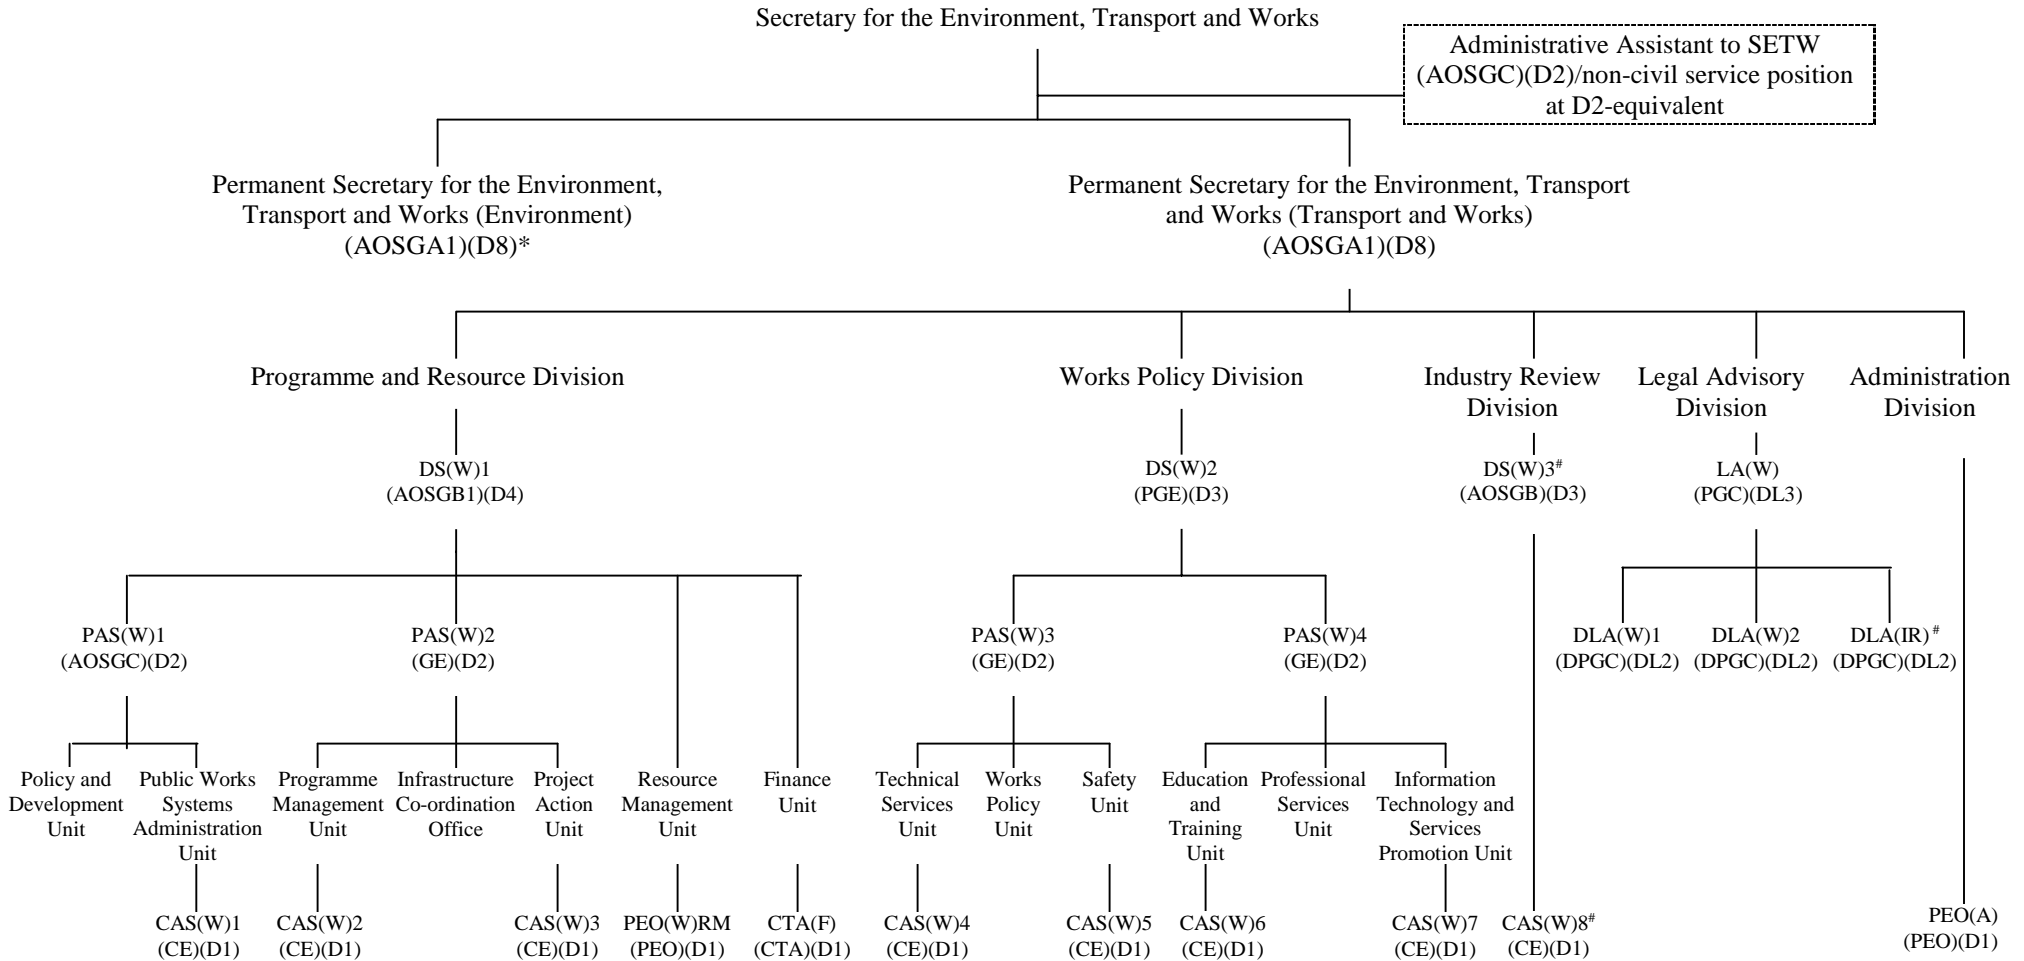 Secretary for the Environment, Transport and Works
Administrative Assistant to SETW
(AOSGC)(D2)/non-civil service position
at D2-equivalent
Permanent Secretary for the Environment,
Transport and Works (Environment)
(AOSGA1)(D8)*
Permanent Secretary for the Environment, Transport
and Works (Transport and Works)
(AOSGA1)(D8)
Programme and Resource Division
Works Policy Division
Industry Review
Division
Legal Advisory
Division
Administration
Division
DS(W)1
(AOSGB1)(D4)
DS(W)2
(PGE)(D3)
DS(W)3#
(AOSGB)(D3)
LA(W)
(PGC)(DL3)
PAS(W)1
(AOSGC)(D2)
PAS(W)2
(GE)(D2)
PAS(W)3
(GE)(D2)
PAS(W)4
(GE)(D2)
DLA(W)1
(DPGC)(DL2)
DLA(W)2
(DPGC)(DL2)
DLA(IR) #
(DPGC)(DL2)
Policy and
Development
Unit
Public Works
Systems
Administration
Unit
Programme
Management
Unit
Infrastructure
Co-ordination
Office
Project
Action
Unit
Resource
Management
Unit
Finance
Unit
Technical
Services
Unit
Works
Policy
Unit
Safety
Unit
Education
and
Training
Unit
Professional
Services
Unit
Information
Technology and
Services
Promotion Unit
CAS(W)1
(CE)(D1)
CAS(W)2
(CE)(D1)
CAS(W)3
(CE)(D1)
PEO(W)RM
(PEO)(D1)
CTA(F)
(CTA)(D1)
CAS(W)4
(CE)(D1)
CAS(W)5
(CE)(D1)
CAS(W)6
(CE)(D1)
CAS(W)7
(CE)(D1)
CAS(W)8#
(CE)(D1)
PEO(A)
(PEO)(D1)